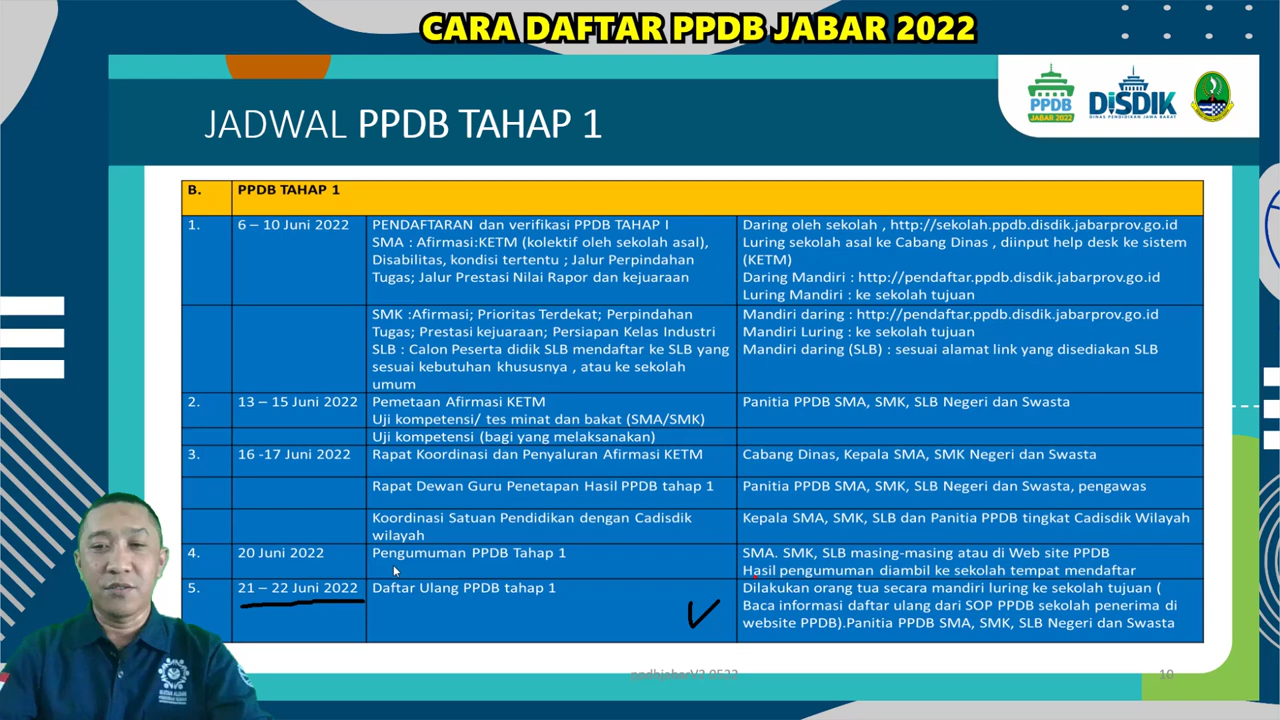 CARA DAFTAR PPDB JABAR 2022
JADWAL PPDB TAHAP 1
PPDB
JABAR 2022
DISDIK
DINAS PENDIDIKAN JAWA BARAT
B. PPDB TAHAP 1
1. 6 – 10 Juni 2022 PENDAFTARAN dan verifikasi PPDB TAHAP I
SMA : Afirmasi:KETM (kolektif oleh sekolah asal),
Disabilitas, kondisi tertentu ; Jalur Perpindahan
Tugas; Jalur Prestasi Nilai Rapor dan kejuaraan
Daring oleh sekolah , http://sekolah.ppdb.disdik.jabarprov.go.id
Luring sekolah asal ke Cabang Dinas , diinput help desk ke sistem
(KETM)
Daring Mandiri : http://pendaftar.ppdb.disdik.jabarprov.go.id
Luring Mandiri : ke sekolah tujuan
SMK :Afirmasi; Prioritas Terdekat; Perpindahan
Tugas; Prestasi kejuaraan; Persiapan Kelas Industri
SLB : Calon Peserta didik SLB mendaftar ke SLB yang
sesuai kebutuhan khususnya , atau ke sekolah
umum
Mandiri daring : http://pendaftar.ppdb.disdik.jabarprov.go.id
Mandiri Luring : ke sekolah tujuan
Mandiri daring (SLB) : sesuai alamat link yang disediakan SLB
2. 13 – 15 Juni 2022 Pemetaan Afirmasi KETM
Uji kompetensi/ tes minat dan bakat (SMA/SMK)
Panitia PPDB SMA, SMK, SLB Negeri dan Swasta
Uji kompetensi (bagi yang melaksanakan)
3. 16 -17 Juni 2022 Rapat Koordinasi dan Penyaluran Afirmasi KETM Cabang Dinas, Kepala SMA, SMK Negeri dan Swasta
Rapat Dewan Guru Penetapan Hasil PPDB tahap 1 Panitia PPDB SMA, SMK, SLB Negeri dan Swasta, pengawas
Koordinasi Satuan Pendidikan dengan Cadisdik
wilayah
Kepala SMA, SMK, SLB dan Panitia PPDB tingkat Cadisdik Wilayah
4. 20 Juni 2022 Pengumuman PPDB Tahap 1
SMA. SMK, SLB masing-masing atau di Web site PPDB
Hasil pengumuman diambil ke sekolah tempat mendaftar
5. 21 – 22 Juni 2022 Daftar Ulang PPDB tahap 1
Dilakukan orang tua secara mandiri luring ke sekolah tujuan (
Baca informasi daftar ulang dari SOP PPDB sekolah penerima di
website PPDB).Panitia PPDB SMA, SMK, SLB Negeri dan Swasta
10